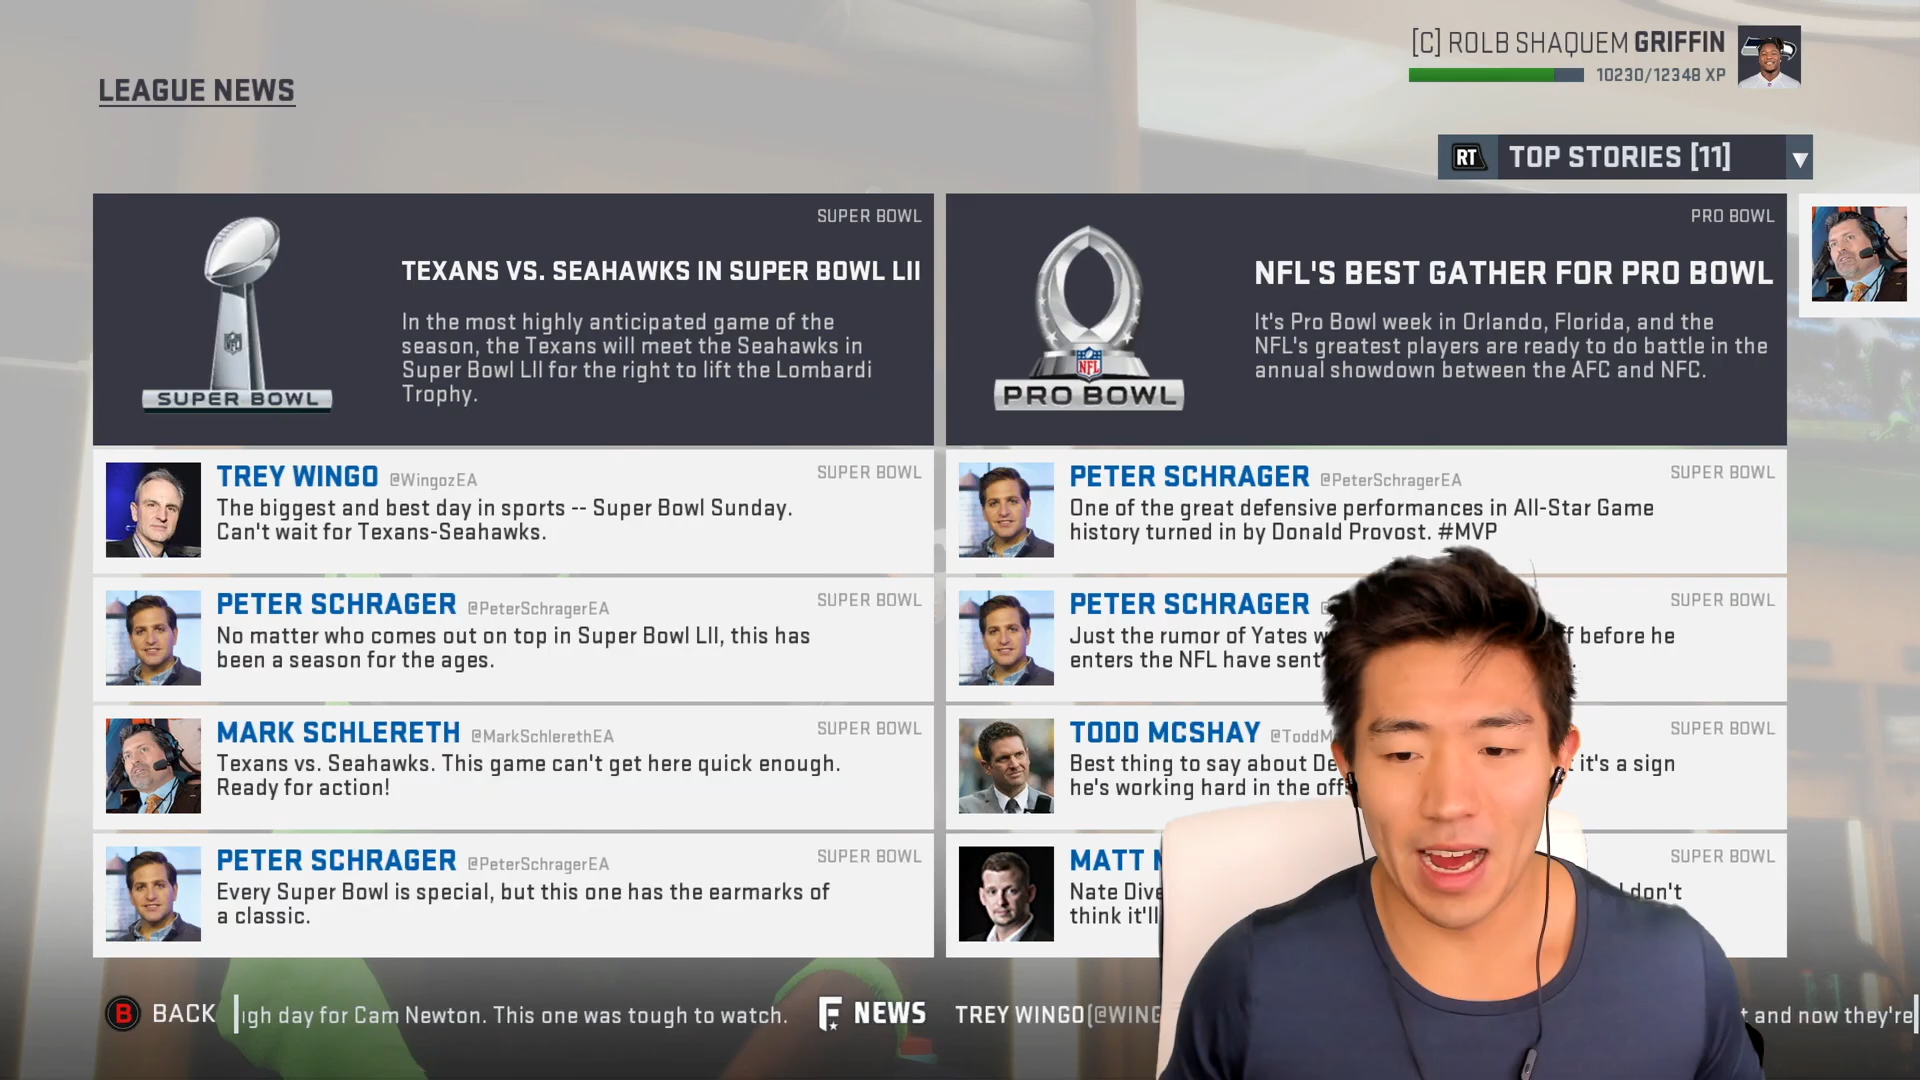 [C] ROLB SHAQUEM GRIFFIN
10230/12348 XP
LEAGUE NEWS
RT TOP STORIES [11]
SUPER BOWL
TEXANS VS. SEAHAWKS IN SUPER BOWL LII
In the most highly anticipated game of the
season, the Texans will meet the Seahawks in
Super Bowl LII for the right to lift the Lombardi
Trophy.
NFL
SUPER BOWL
PRO BOWL
NFL'S BEST GATHER FOR PRO BOWL
It's Pro Bowl week in Orlando, Florida, and the
NFL's greatest players are ready to do battle in the
annual showdown between the AFC and NFC.
NFL
PRO BOWL
TREY WINGO @WingozEA SUPER BOWL
The biggest and best day in sports -- Super Bowl Sunday.
Can't wait for Texans-Seahawks.
PETER SCHRAGER @PeterSchragerEA SUPER BOWL
No matter who comes out on top in Super Bowl LII, this has
been a season for the ages.
MARK SCHLERETH @MarkSchlerethEA SUPER BOWL
Texans vs. Seahawks. This game can't get here quick enough.
Ready for action!
PETER SCHRAGER @PeterSchragerEA SUPER BOWL
Every Super Bowl is special, but this one has the earmarks of
a classic.
PETER SCHRAGER @PeterSchragerEA SUPER BOWL
One of the great defensive performances in All-Star Game
history turned in by Donald Provost. #MVP
PETER SCHRAGER SUPER BOWL
Just the rumor of Yates before he
enters the NFL have sent
TODD MCSHAY SUPER BOWL
Best thing to say about it's a sign
he's working hard in the
MATT SUPER BOWL
Nate don't
think it'll
B BACK day for Cam Newton. This one was tough to watch. F NEWS TREY WINGO and now they're